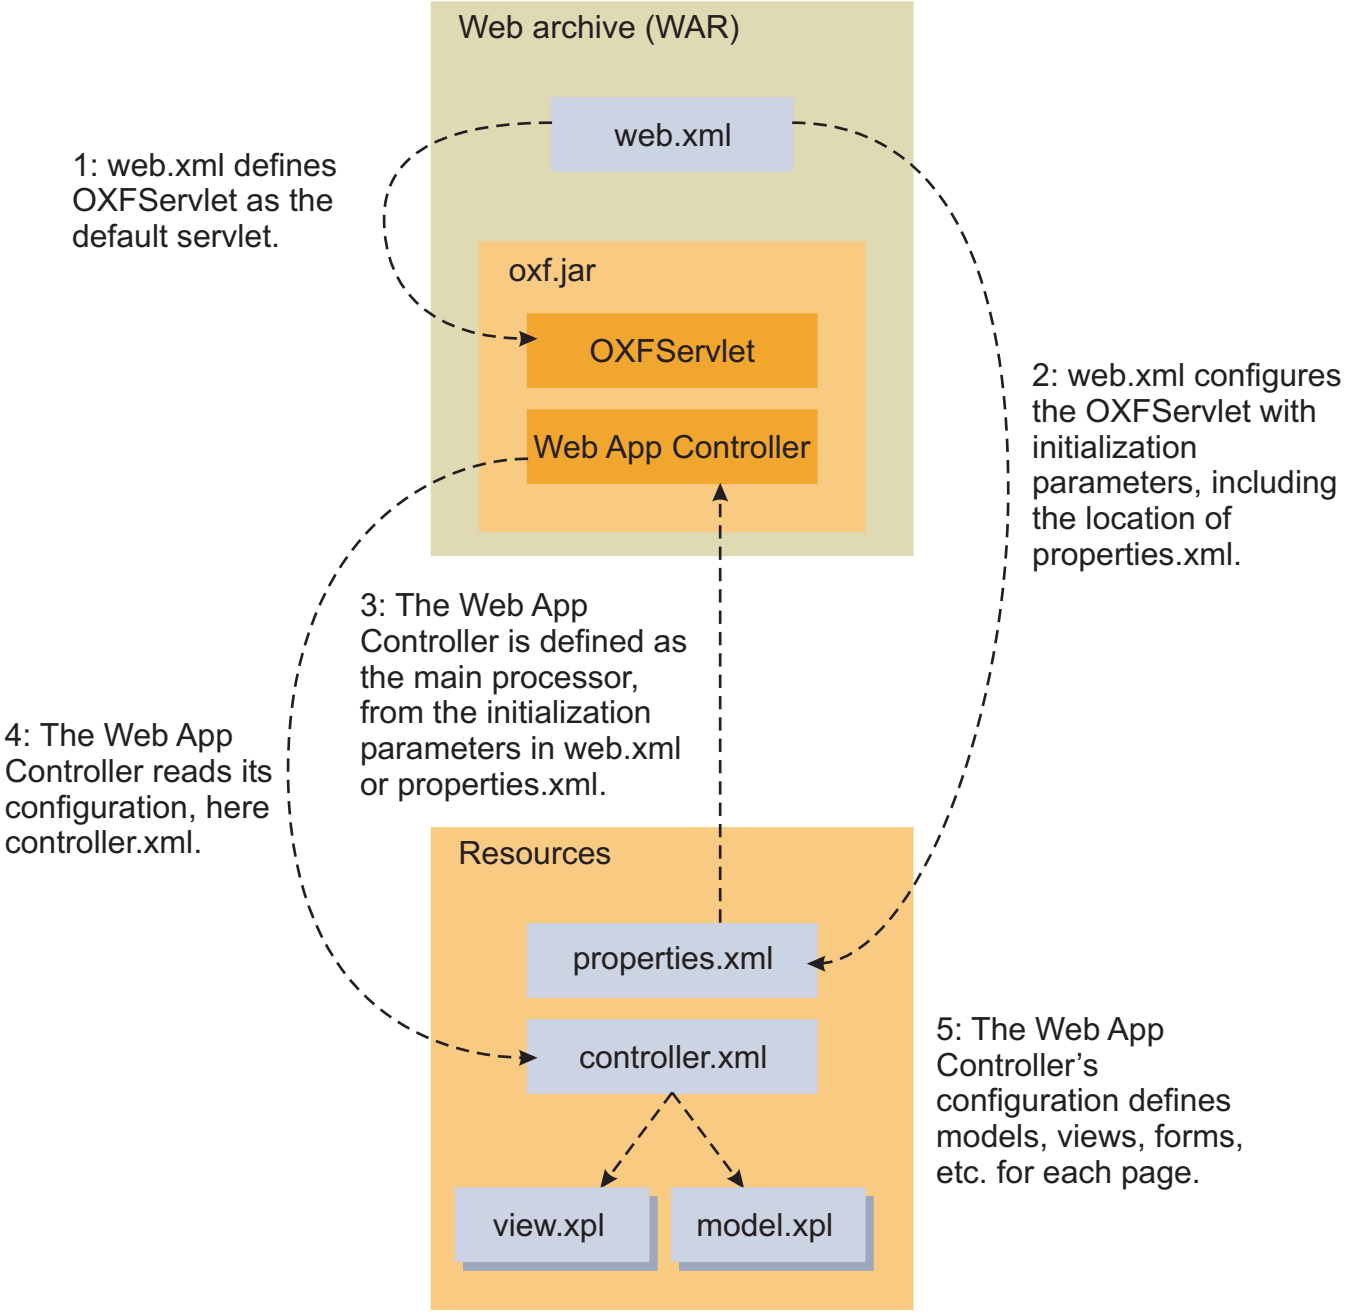 Web archive (WAR)
web.xml
1: web.xml defines
OXFServlet as the
default servlet.
oxf.jar
OXFServlet
Web App Controller
2: web.xml configures
the OXFServlet with
initialization
parameters, including
the location of
properties.xml.
3: The Web App
Controller is defined as
the main processor,
from the initialization
parameters in web.xml
or properties.xml.
4: The Web App
Controller reads its
configuration, here
controller.xml.
Resources
properties.xml
controller.xml
5: The Web App
Controller’s
configuration defines
models, views, forms,
etc. for each page.
view.xpl
model.xpl